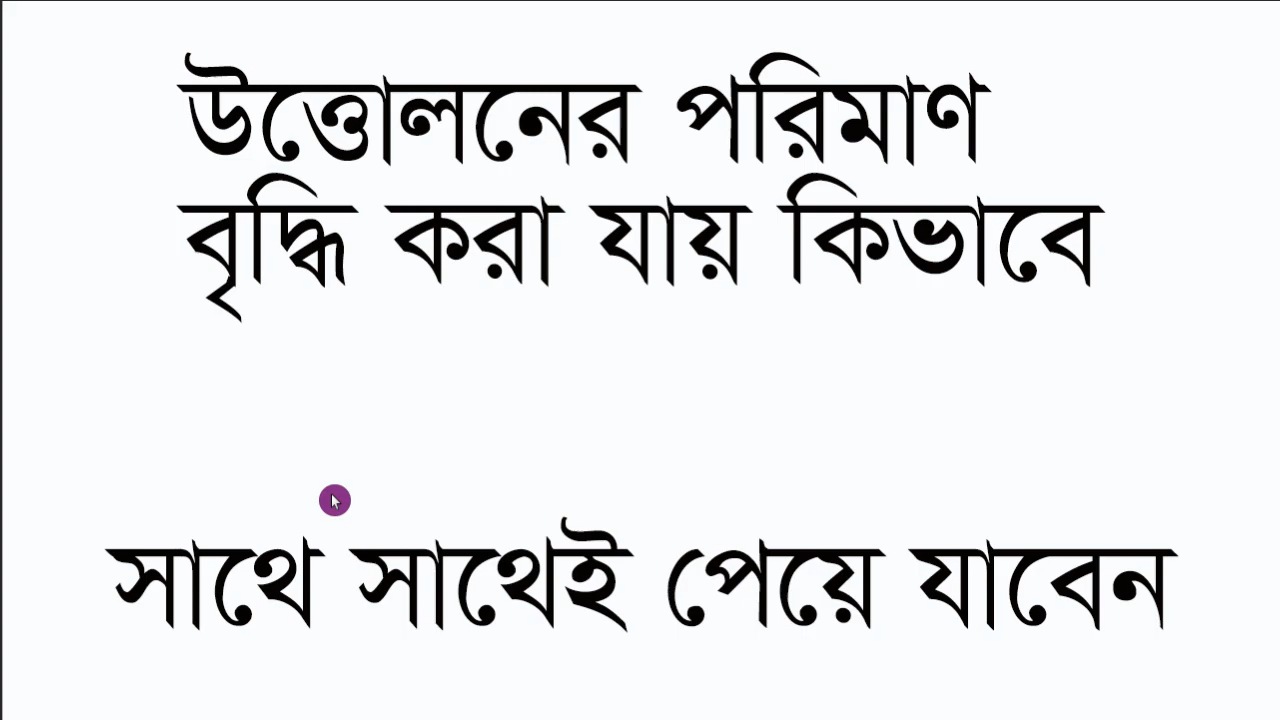 উত্তোলনের পরিমাণ
বৃদ্ধি করা যায় কিভাবে
সাথে সাথেই পেয়ে যাবেন